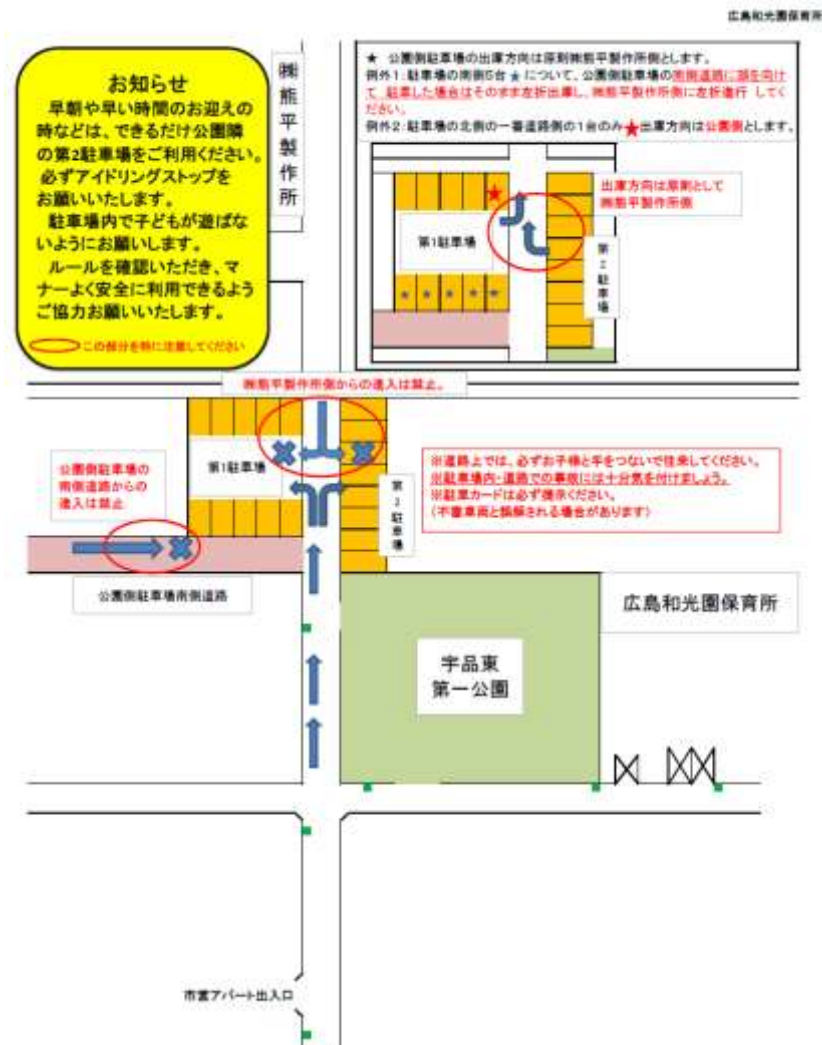 広島和光園保育所
お知らせ
早朝や早い時間のお迎えの
時などは、できるだけ公園隣
の第2駐車場をご利用ください。
必ずアイドリングストップを
お願いいたします。
駐車場内で子どもが遊ばな
いようにお願いします。
ルールを確認いただき、マ
ナーよく安全に利用できるよう
ご協力お願いいたします。
この部分を特に注意してください
㈱熊平製作所
★ 公園側駐車場の出庫方向は原則㈱熊平製作所側とします。
例外1:駐車場の南側5台★について、公園側駐車場の南側道路に頭を向け
て 駐車した場合はそのまま左折出庫し、㈱熊平製作所側に左折進行 してく
ださい。
例外2:駐車場の北側の一番道路側の1台のみ★出庫方向は公園側とします。
出庫方向は原則として
㈱熊平製作所側
第1駐車場
第2駐車場
㈱熊平製作所側からの進入は禁止。
公園側駐車場の
南側道路からの
進入は禁止
第1駐車場
第2駐車場
※道路上では、必ずお子様と手をつないで往来してください。
※駐車場内・道路での事故には十分気を付けましょう。
※駐車カードは必ず提示ください。
(不審車両と誤解される場合があります)
公園側駐車場南側道路
広島和光園保育所
宇品東
第一公園
市営アパート出入口